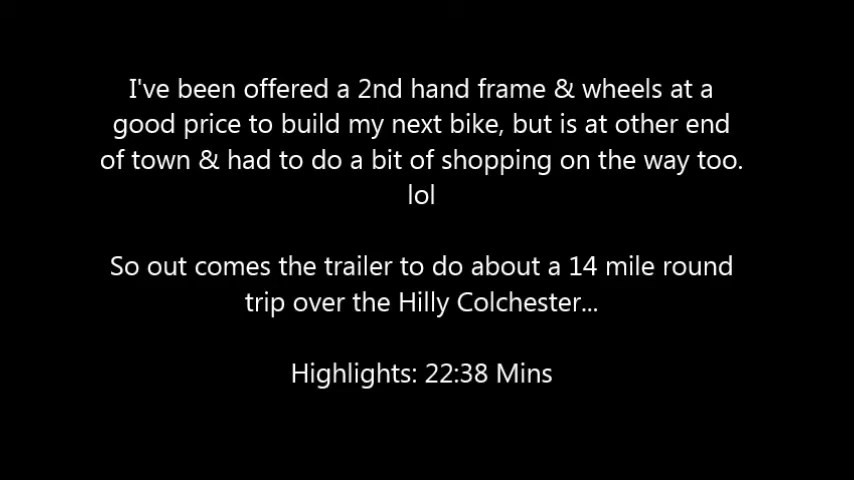 I've been offered a 2nd hand frame & wheels at a
good price to build my next bike, but is at other end
of town & had to do a bit of shopping on the way too.
lol
So out comes the trailer to do about a 14 mile round
trip over the Hilly Colchester...
Highlights: 22:38 Mins